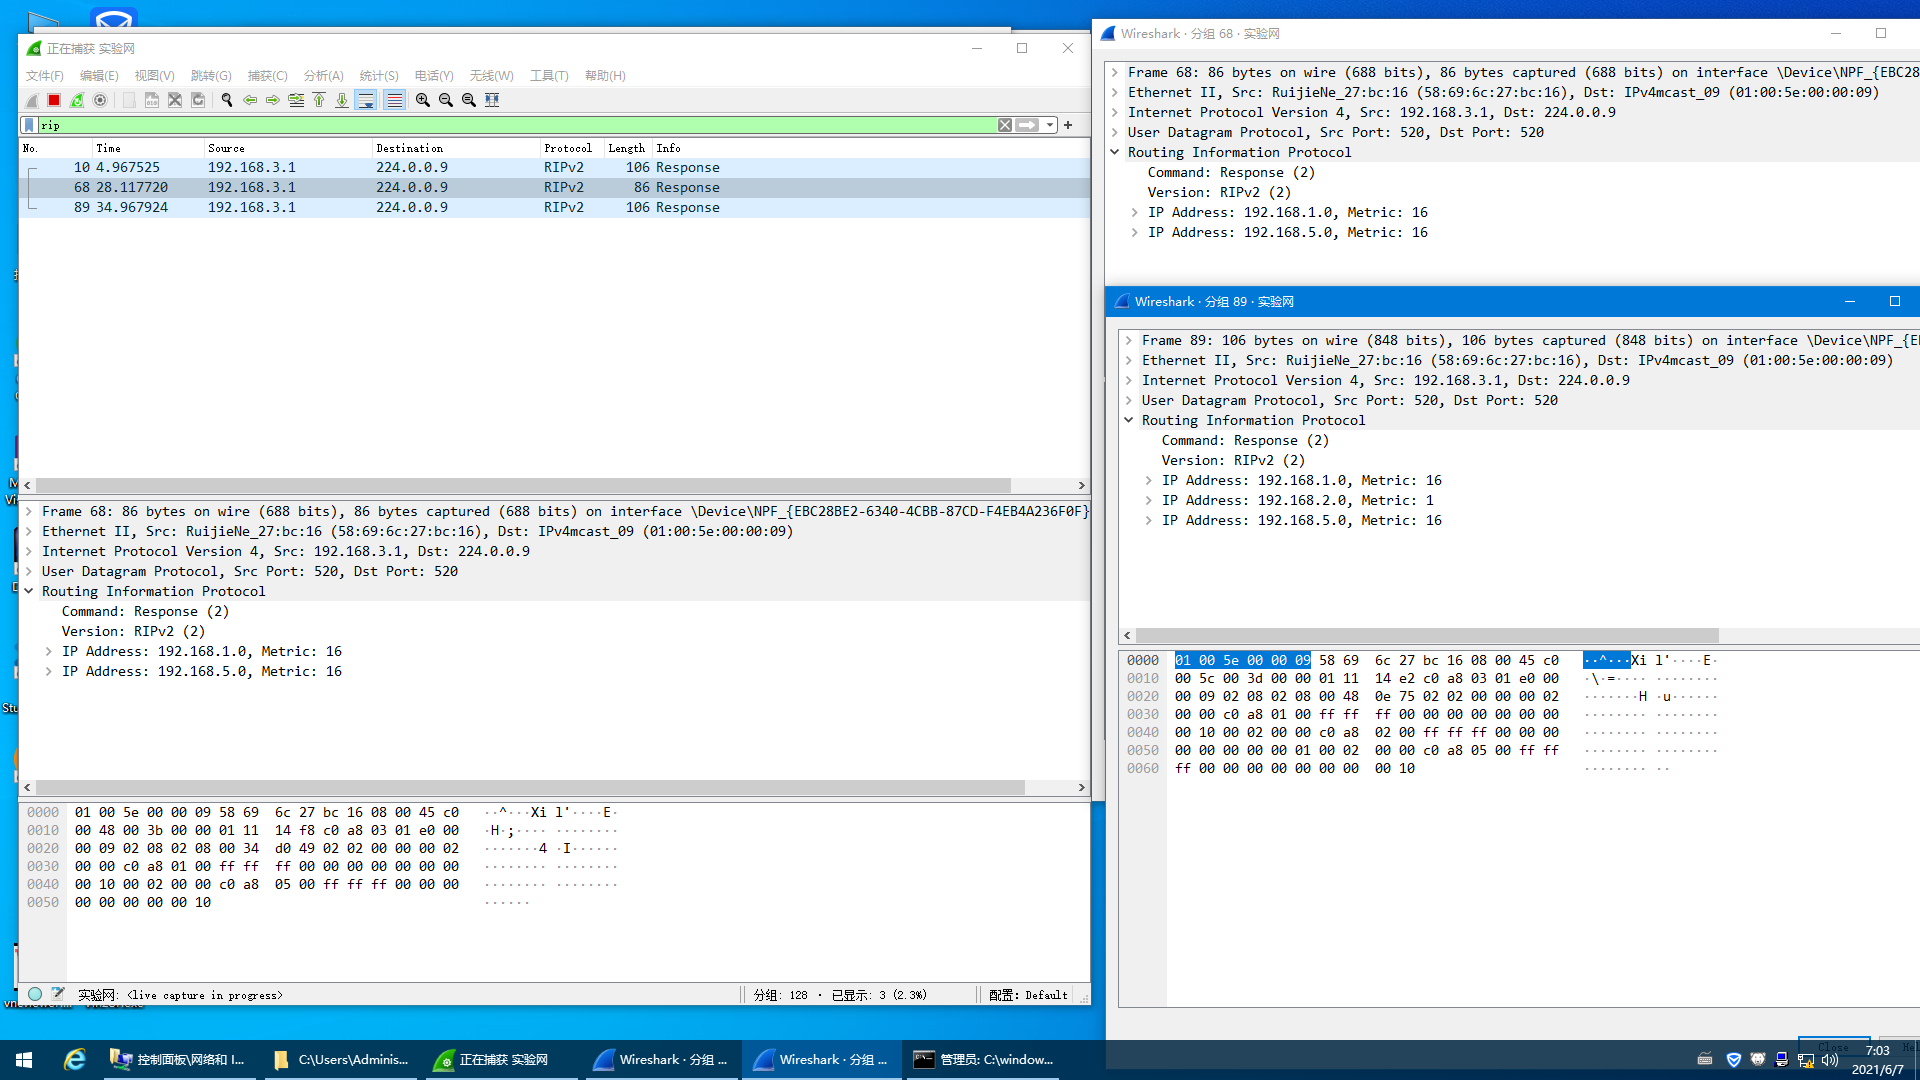 正在捕获 实验网
文件(F) 编辑(E) 视图(V) 跳转(G) 捕获(C) 分析(A) 统计(S) 电话(Y) 无线(W) 工具(T) 帮助(H)
rip
No. Time Source Destination Protocol Length Info
10 4.967525 192.168.3.1 224.0.0.9 RIPv2 106 Response
68 28.117720 192.168.3.1 224.0.0.9 RIPv2 86 Response
89 34.967924 192.168.3.1 224.0.0.9 RIPv2 106 Response
Frame 68: 86 bytes on wire (688 bits), 86 bytes captured (688 bits) on interface \Device\NPF_{EBC28BE2-6340-4CBB-87CD-F4EB4A236F0F}
Ethernet II, Src: RuijieNe_27:bc:16 (58:69:6c:27:bc:16), Dst: IPv4mcast_09 (01:00:5e:00:00:09)
Internet Protocol Version 4, Src: 192.168.3.1, Dst: 224.0.0.9
User Datagram Protocol, Src Port: 520, Dst Port: 520
Routing Information Protocol
Command: Response (2)
Version: RIPv2 (2)
IP Address: 192.168.1.0, Metric: 16
IP Address: 192.168.5.0, Metric: 16
0000 01 00 5e 00 00 09 58 69 6c 27 bc 16 08 00 45 c0 ··^···Xi l'····E·
0010 00 48 00 3b 00 00 01 11 14 f8 c0 a8 03 01 e0 00 ·H·;···· ········
0020 00 09 02 08 02 08 00 34 d0 49 02 02 00 00 00 02 ·······4 ·I······
0030 00 00 c0 a8 01 00 ff ff ff 00 00 00 00 00 00 00 ········ ········
0040 00 10 00 02 00 00 c0 a8 05 00 ff ff ff 00 00 00 ········ ········
0050 00 00 00 00 00 10 ······
实验网: <live capture in progress>
分组: 128 · 已显示: 3 (2.3%)
配置: Default
Wireshark · 分组 68 · 实验网
Frame 68: 86 bytes on wire (688 bits), 86 bytes captured (688 bits) on interface \Device\NPF_{EBC28
Ethernet II, Src: RuijieNe_27:bc:16 (58:69:6c:27:bc:16), Dst: IPv4mcast_09 (01:00:5e:00:00:09)
Internet Protocol Version 4, Src: 192.168.3.1, Dst: 224.0.0.9
User Datagram Protocol, Src Port: 520, Dst Port: 520
Routing Information Protocol
Command: Response (2)
Version: RIPv2 (2)
IP Address: 192.168.1.0, Metric: 16
IP Address: 192.168.5.0, Metric: 16
Wireshark · 分组 89 · 实验网
Frame 89: 106 bytes on wire (848 bits), 106 bytes captured (848 bits) on interface \Device\NPF_{E
Ethernet II, Src: RuijieNe_27:bc:16 (58:69:6c:27:bc:16), Dst: IPv4mcast_09 (01:00:5e:00:00:09)
Internet Protocol Version 4, Src: 192.168.3.1, Dst: 224.0.0.9
User Datagram Protocol, Src Port: 520, Dst Port: 520
Routing Information Protocol
Command: Response (2)
Version: RIPv2 (2)
IP Address: 192.168.1.0, Metric: 16
IP Address: 192.168.2.0, Metric: 1
IP Address: 192.168.5.0, Metric: 16
0000 01 00 5e 00 00 09 58 69 6c 27 bc 16 08 00 45 c0 ··^···Xi l'····E·
0010 00 5c 00 3d 00 00 01 11 14 e2 c0 a8 03 01 e0 00 ·\·=···· ········
0020 00 09 02 08 02 08 00 48 0e 75 02 02 00 00 00 02 ·······H ·u······
0030 00 00 c0 a8 01 00 ff ff ff 00 00 00 00 00 00 00 ········ ········
0040 00 10 00 02 00 00 c0 a8 02 00 ff ff ff 00 00 00 ········ ········
0050 00 00 00 00 00 01 00 02 00 00 c0 a8 05 00 ff ff ········ ········
0060 ff 00 00 00 00 00 00 00 00 10 ········ ··
Close
控制面板\网络和 I...
C:\Users\Adminis...
正在捕获 实验网
Wireshark · 分组 ...
Wireshark · 分组 ...
管理员: C:\window...
7:03
2021/6/7